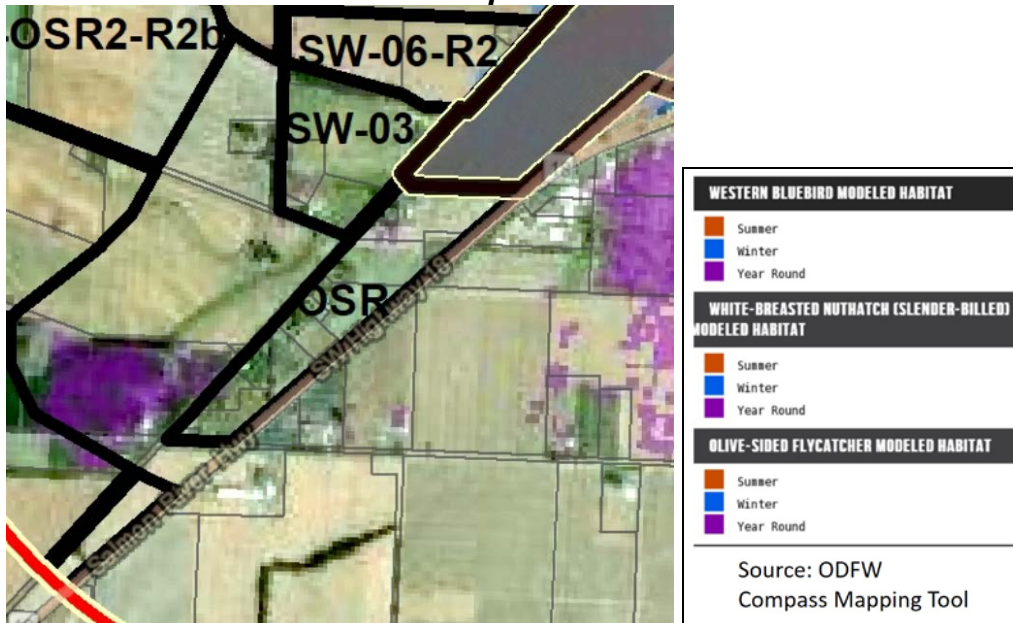 OSR2-R2b
SW-06-R2
SW-03
OSR
SW Highway 18
Salmon River Hwy
WESTERN BLUEBIRD MODELED HABITAT
Summer
Winter
Year Round
WHITE-BREASTED NUTHATCH (SLENDER-BILLED)
MODELED HABITAT
Summer
Winter
Year Round
OLIVE-SIDED FLYCATCHER MODELED HABITAT
Summer
Winter
Year Round
Source: ODFW
Compass Mapping Tool